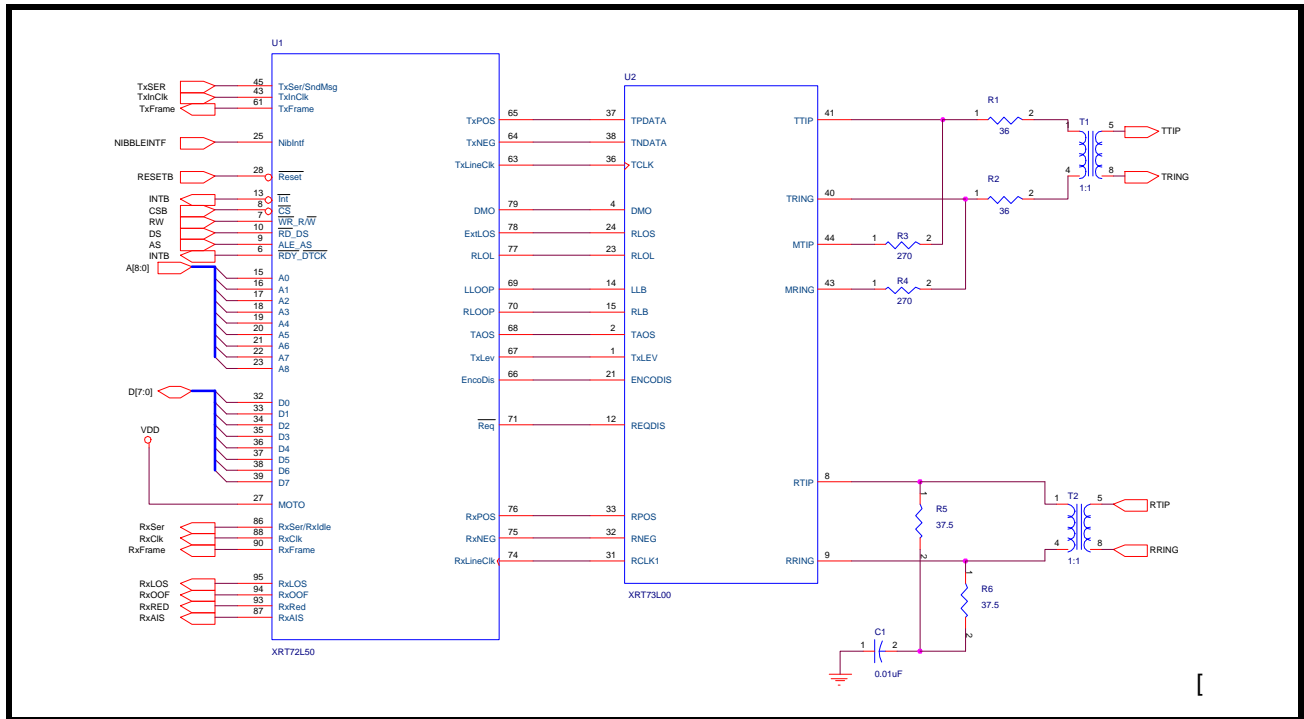 U1
TxSER 45 TxSer/SndMsg
TxInClk 43 TxInClk
TxFrame 61 TxFrame
NIBBLEINTF 25 NibIntf
RESETB 28 Reset
INTB 13 Int
CSB 8 CS
RW 7 WR_R/W
DS 10 RD_DS
AS 9 ALE_AS
INTB 6 RDY_DTCK
A[8:0]
15 A0
16 A1
17 A2
18 A3
19 A4
20 A5
21 A6
22 A7
23 A8
D[7:0]
32 D0
33 D1
34 D2
35 D3
36 D4
37 D5
38 D6
39 D7
VDD
27 MOTO
RxSer 86 RxSer/RxIdle
RxClk 88 RxClk
RxFrame 90 RxFrame
RxLOS 95 RxLOS
RxOOF 94 RxOOF
RxRED 93 RxRed
RxAIS 87 RxAIS
XRT72L50
U2
TxPOS 65 37 TPDATA
TxNEG 64 38 TNDATA
TxLineClk 63 36 TCLK
DMO 79 4 DMO
ExtLOS 78 24 RLOS
RLOL 77 23 RLOL
LLOOP 69 14 LLB
RLOOP 70 15 RLB
TAOS 68 2 TAOS
TxLev 67 1 TxLEV
EncoDis 66 21 ENCODIS
Req 71 12 REQDIS
RxPOS 76 33 RPOS
RxNEG 75 32 RNEG
RxLineClk 74 31 RCLK1
XRT73L00
TTIP 41
TRING 40
MTIP 44
MRING 43
RTIP 8
RRING 9
R1
1 2
36
R2
1 2
36
R3
1 2
270
R4
1 2
270
T1
1 5
4 8
1:1
TTIP
TRING
T2
1 5
4 8
1:1
RTIP
RRING
1 R5
37.5
2
1 R6
37.5
2
C1
1 2
0.01uF
[